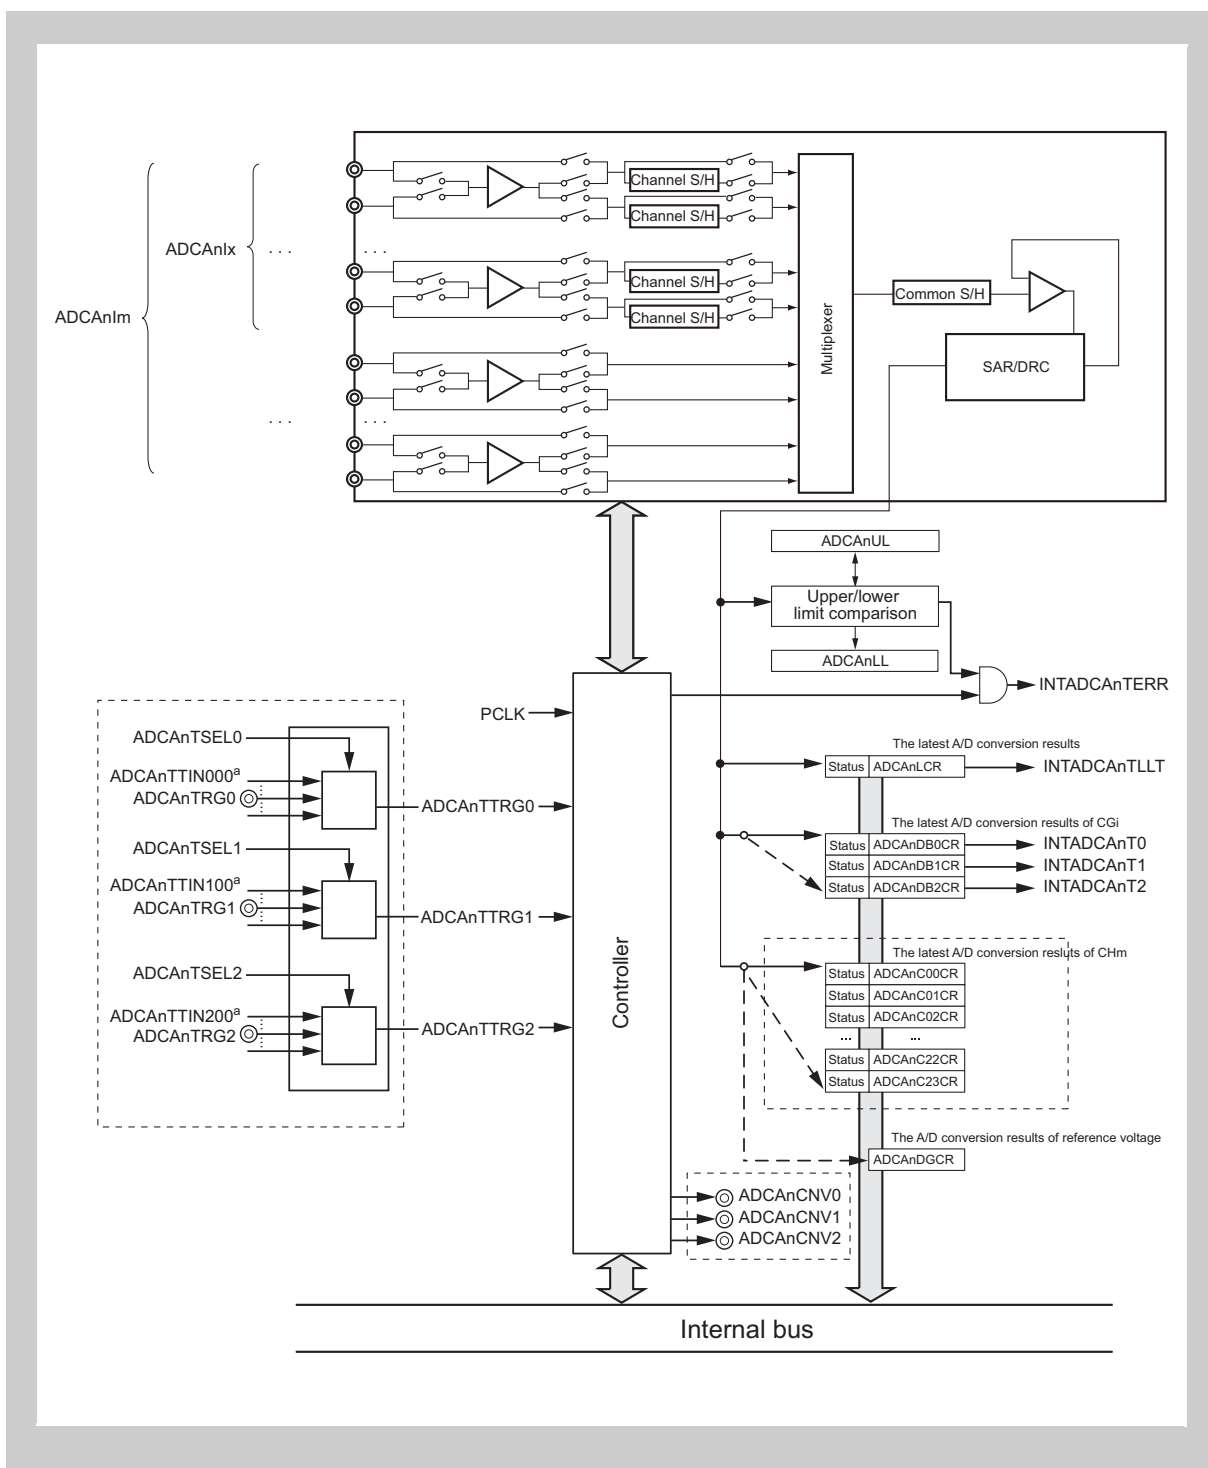 Channel S/H
Channel S/H
ADCAnIx
. . .
. . .
Channel S/H
Common S/H
ADCAnIm
Channel S/H
Multiplexer
SAR/DRC
. . .
. . .
ADCAnUL
Upper/lower
limit comparison
ADCAnLL
INTADCAnTERR
PCLK
ADCAnTSEL0
The latest A/D conversion results
Status ADCAnLCR INTADCAnTLLT
ADCAnTTIN000a
ADCAnTRG0
ADCAnTTRG0
The latest A/D conversion results of CGi
Status ADCAnDB0CR INTADCAnT0
ADCAnTSEL1
Status ADCAnDB1CR INTADCAnT1
ADCAnTTIN100a
Status ADCAnDB2CR INTADCAnT2
ADCAnTRG1
ADCAnTTRG1
Controller
The latest A/D conversion resluts of CHm
ADCAnTSEL2
Status ADCAnC00CR
Status ADCAnC01CR
ADCAnTTIN200a
Status ADCAnC02CR
ADCAnTRG2
ADCAnTTRG2
... ...
Status ADCAnC22CR
Status ADCAnC23CR
The A/D conversion results of reference voltage
ADCAnDGCR
ADCAnCNV0
ADCAnCNV1
ADCAnCNV2
Internal bus